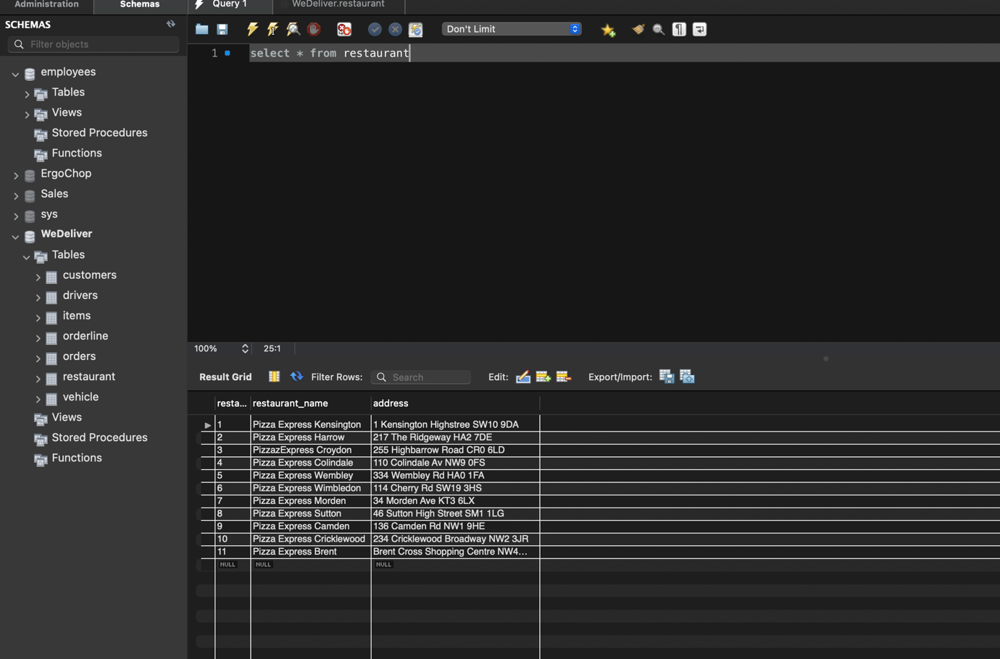 Administration
Schemas
Query 1
WeDeliver.restaurant
SCHEMAS
Filter objects
employees
Tables
Views
Stored Procedures
Functions
ErgoChop
Sales
sys
WeDeliver
Tables
customers
drivers
items
orderline
orders
restaurant
vehicle
Views
Stored Procedures
Functions
Don't Limit
1 select * from restaurant
100% 25:1
Result Grid Filter Rows: Search Edit: Export/Import:
resta... restaurant_name address
1 Pizza Express Kensington 1 Kensington Highstree SW10 9DA
2 Pizza Express Harrow 217 The Ridgeway HA2 7DE
3 PizzazExpress Croydon 255 Highbarrow Road CR0 6LD
4 Pizza Express Colindale 110 Colindale Av NW9 0FS
5 Pizza Express Wembley 334 Wembley Rd HA0 1FA
6 Pizza Express Wimbledon 114 Cherry Rd SW19 3HS
7 Pizza Express Morden 34 Morden Ave KT3 6LX
8 Pizza Express Sutton 46 Sutton High Street SM1 1LG
9 Pizza Express Camden 136 Camden Rd NW1 9HE
10 Pizza Express Cricklewood 234 Cricklewood Broadway NW2 3JR
11 Pizza Express Brent Brent Cross Shopping Centre NW4...
NULL NULL NULL